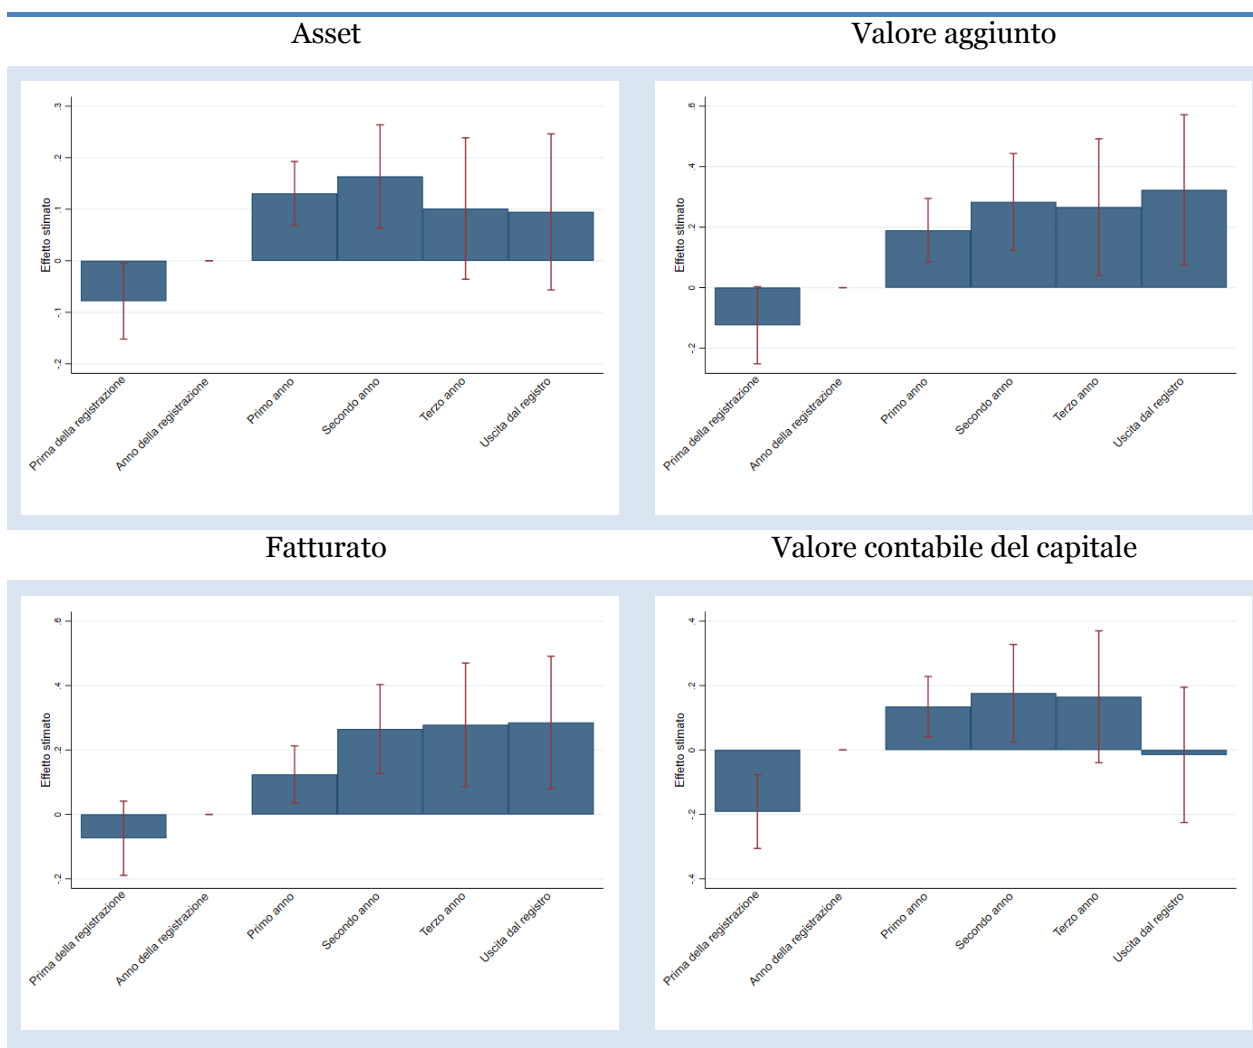 Asset
Valore aggiunto
Effetto stimato
.3
.2
.1
0
-.1
-.2
Prima della registrazione
Anno della registrazione
Primo anno
Secondo anno
Terzo anno
Uscita dal registro
Effetto stimato
.6
.4
.2
0
-.2
Prima della registrazione
Anno della registrazione
Primo anno
Secondo anno
Terzo anno
Uscita dal registro
Fatturato
Valore contabile del capitale
Effetto stimato
.6
.4
.2
0
-.2
Prima della registrazione
Anno della registrazione
Primo anno
Secondo anno
Terzo anno
Uscita dal registro
Effetto stimato
.4
.2
0
-.2
-.4
Prima della registrazione
Anno della registrazione
Primo anno
Secondo anno
Terzo anno
Uscita dal registro